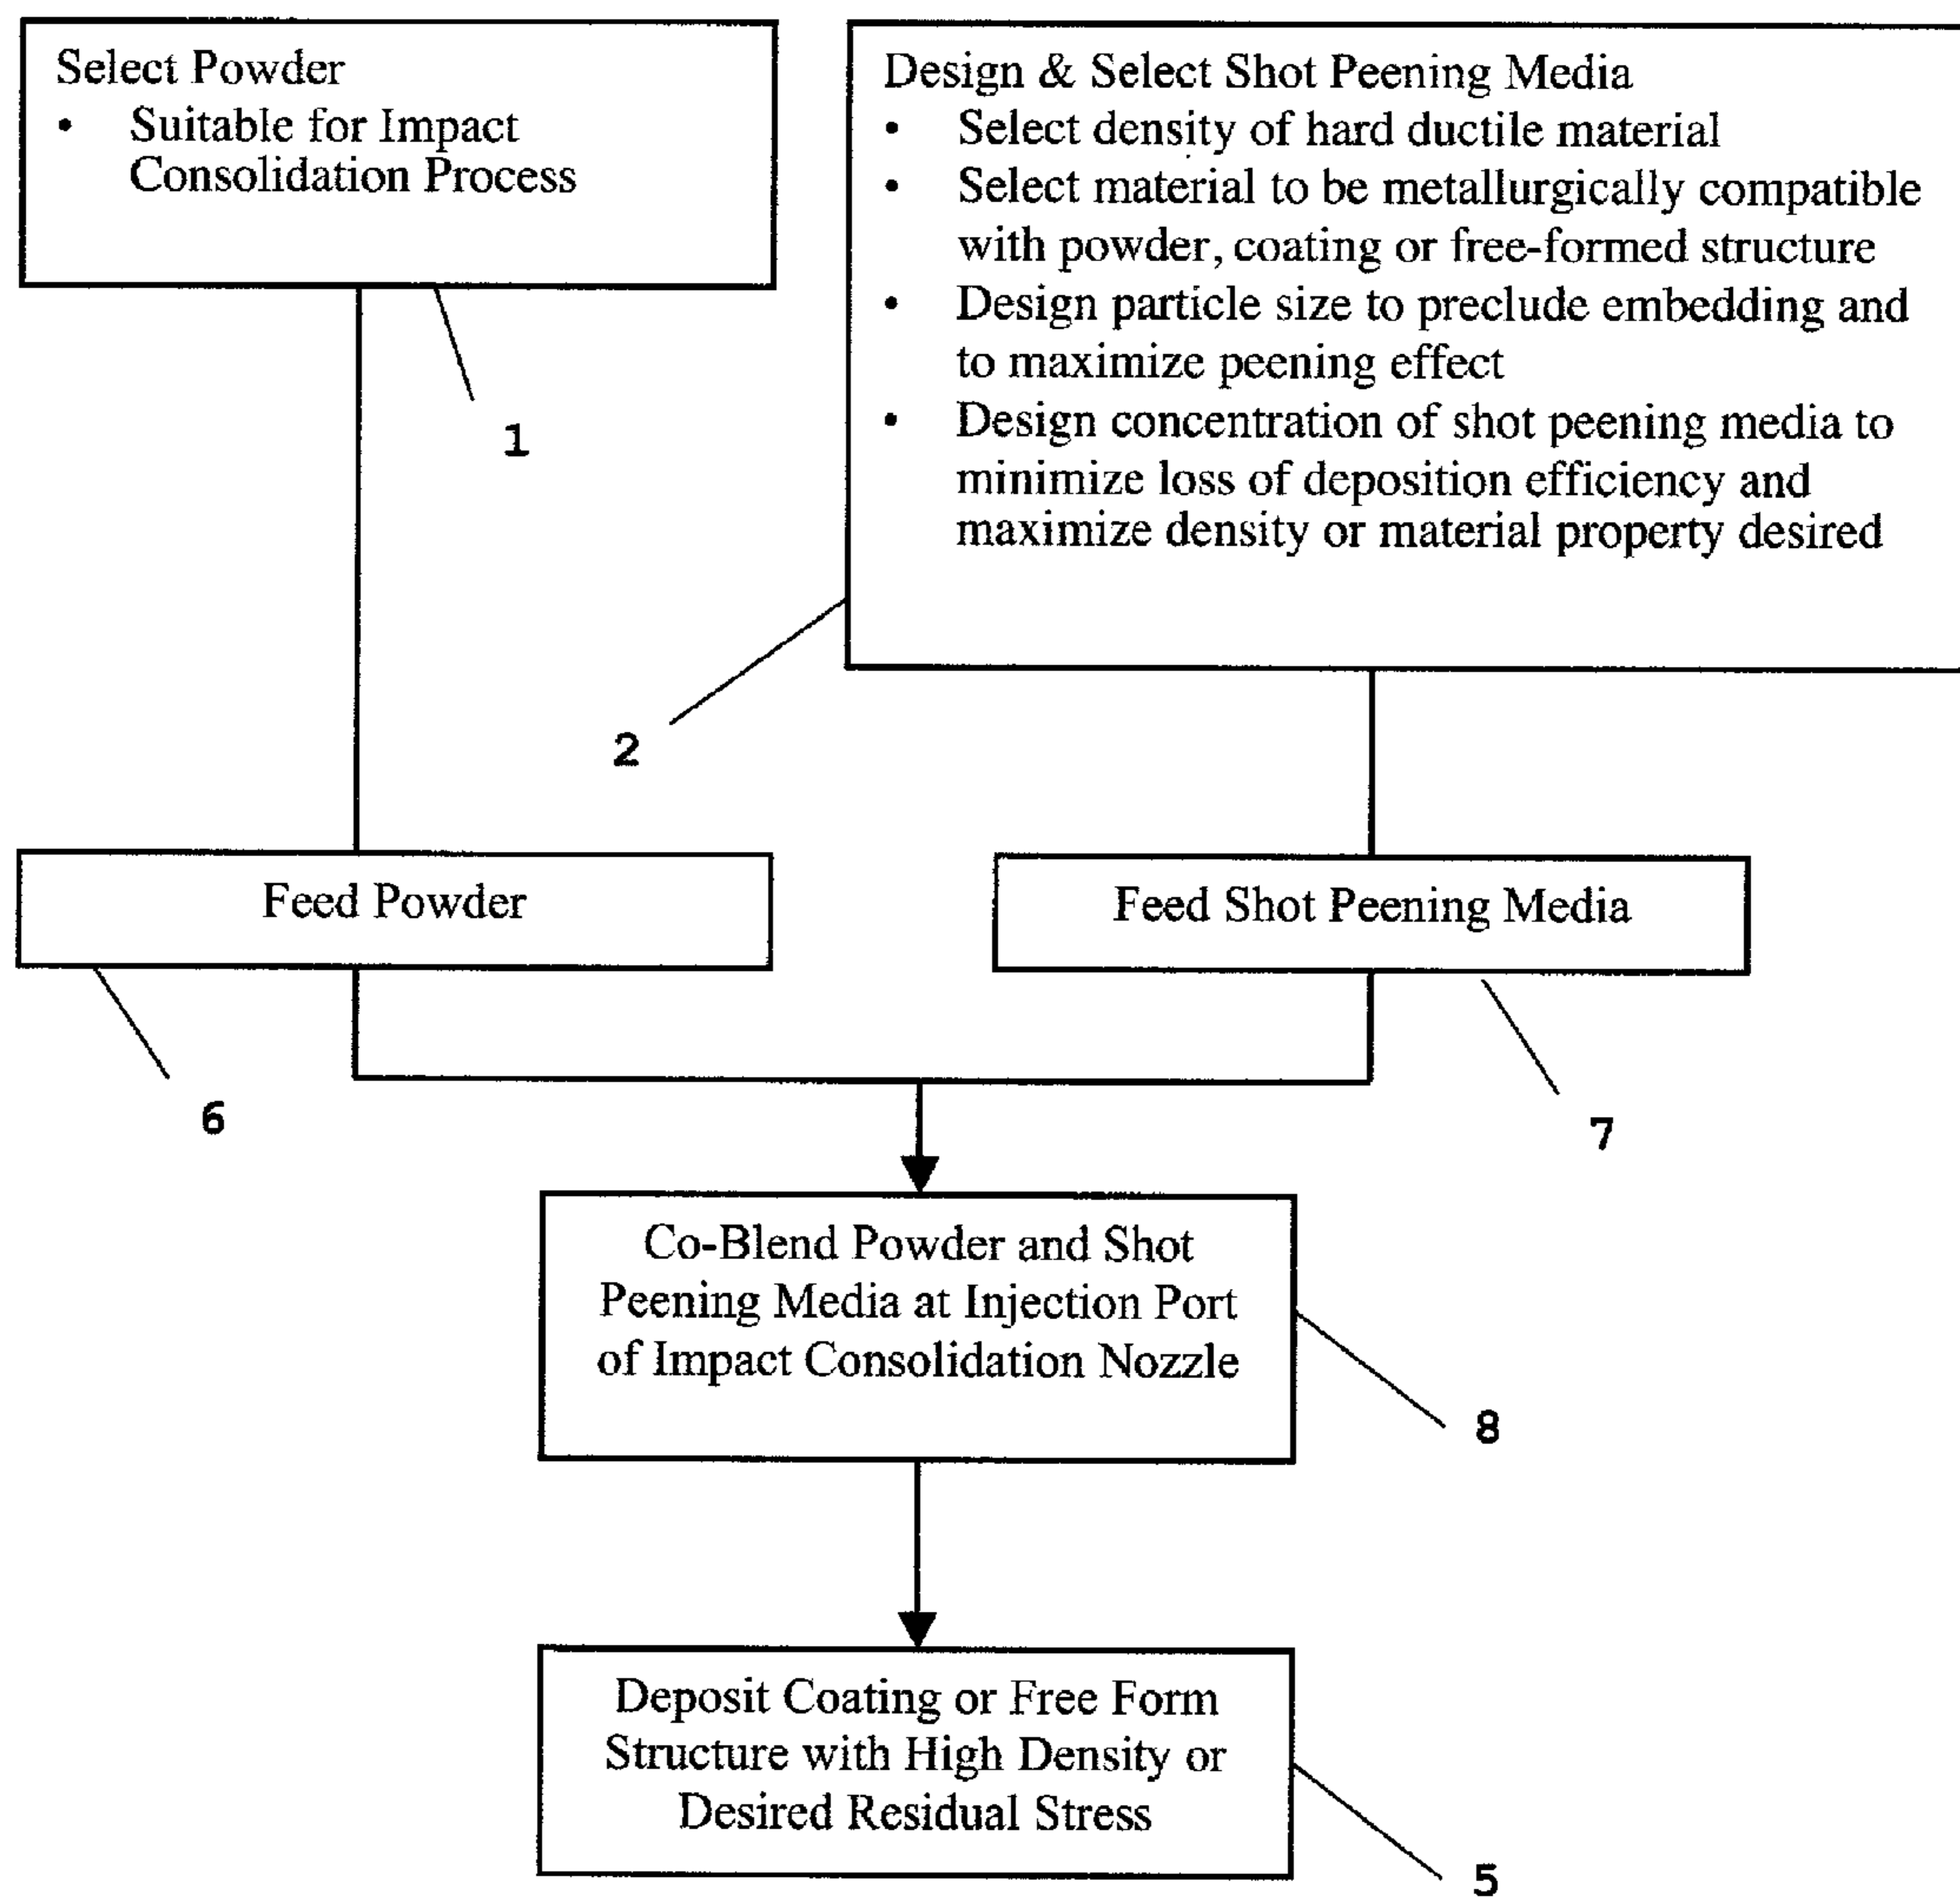 Select Powder
• Suitable for Impact
Consolidation Process
1
Design & Select Shot Peening Media
• Select density of hard ductile material
• Select material to be metallurgically compatible
with powder, coating or free-formed structure
• Design particle size to preclude embedding and
to maximize peening effect
• Design concentration of shot peening media to
minimize loss of deposition efficiency and
maximize density or material property desired
2
Feed Powder
6
Feed Shot Peening Media
7
Co-Blend Powder and Shot
Peening Media at Injection Port
of Impact Consolidation Nozzle
8
Deposit Coating or Free Form
Structure with High Density or
Desired Residual Stress
5